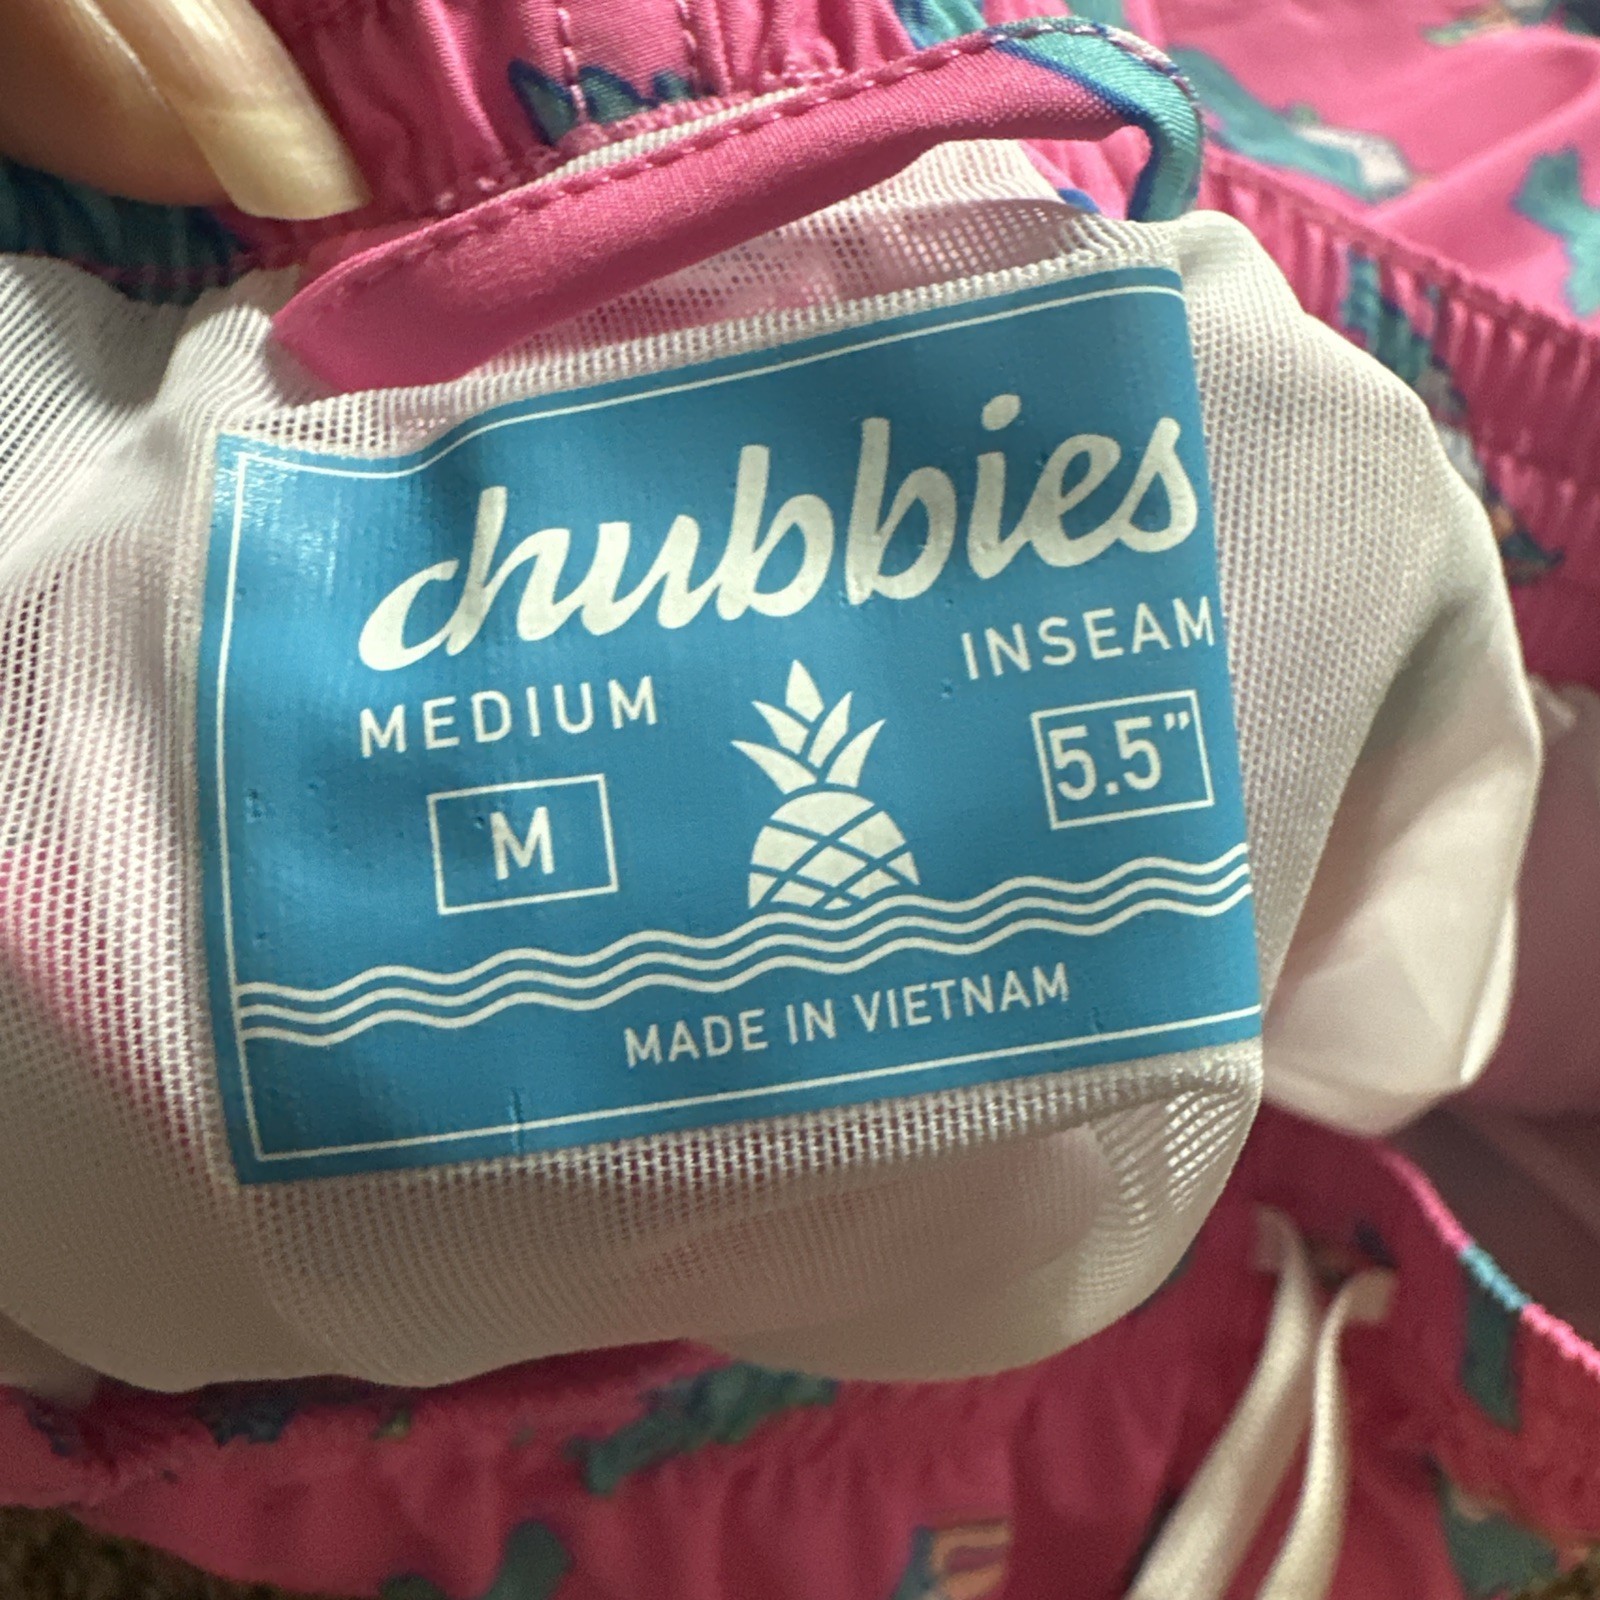 chubbies
MEDIUM
INSEAM
M
5.5”
MADE IN VIETNAM